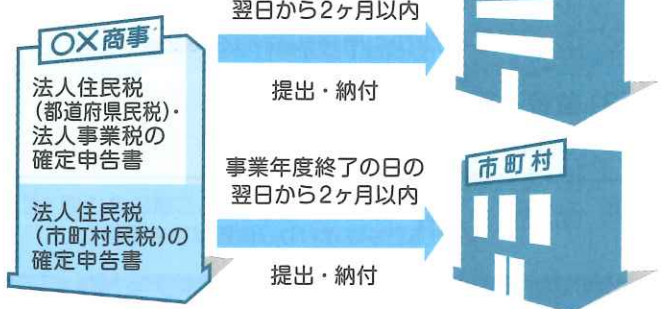 翌日から2ヶ月以内
〇×商事
法人住民税
(都道府県民税)・
法人事業税の
確定申告書
提出・納付
事業年度終了の日の
翌日から2ヶ月以内
市町村
法人住民税
(市町村民税)の
確定申告書
提出・納付